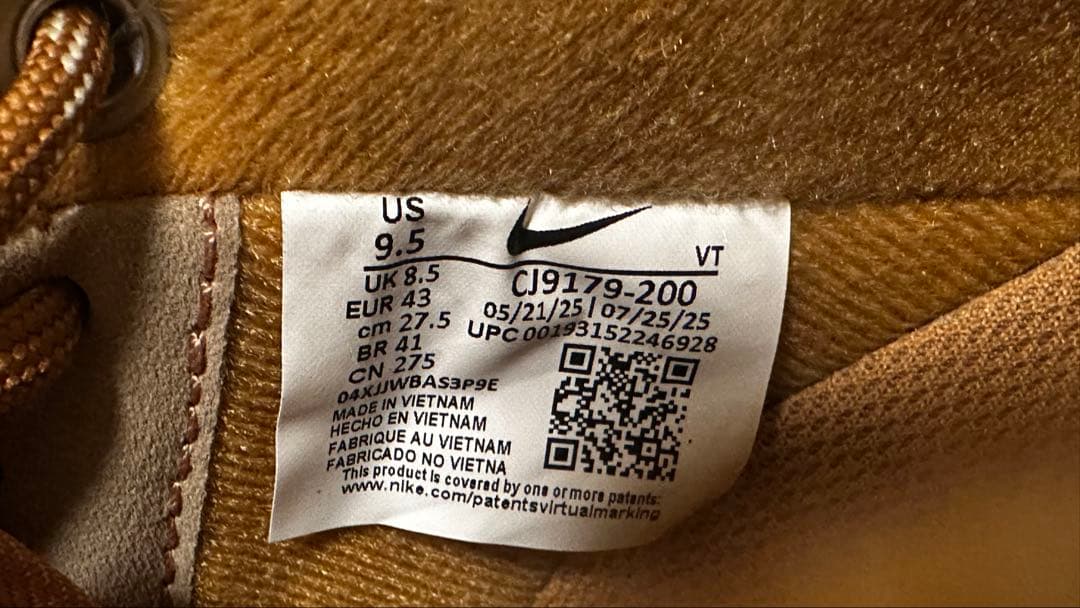 US
9.5
VT
UK 8.5
EUR 43
cm 27.5
BR 41
CN 275
CJ9179-200
05/21/25 | 07/25/25
UPC 00193152246928
04XJJWBAS3P9E
MADE IN VIETNAM
HECHO EN VIETNAM
FABRIQUE AU VIETNAM
FABRICADO NO VIETNA
This product is covered by one or more patents:
www.nike.com/patentsvirtualmarking